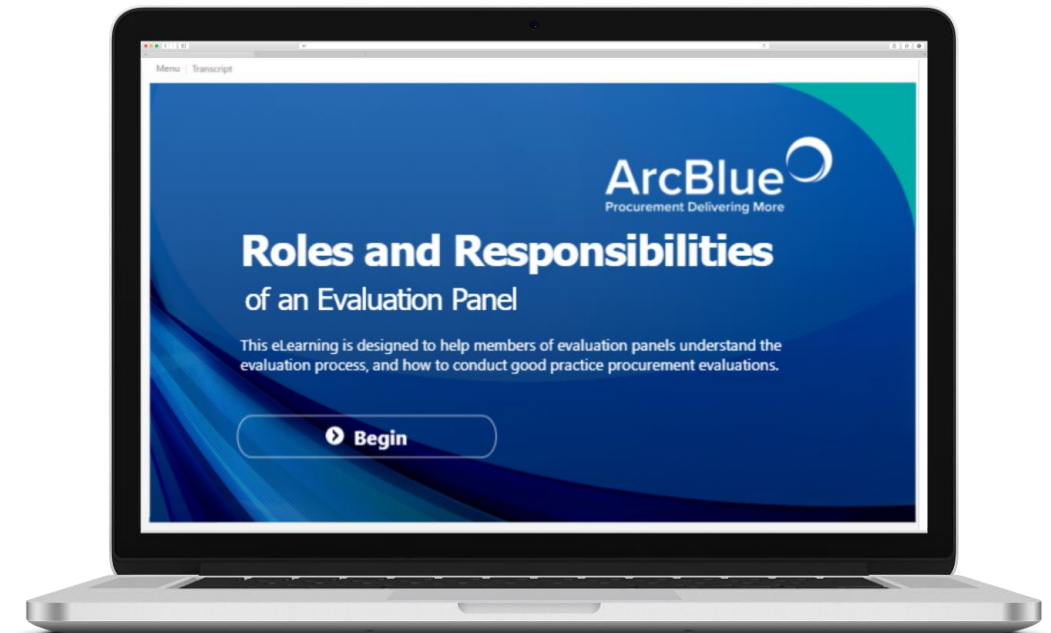 Menu | Transcript
ArcBlue
Procurement Delivering More
Roles and Responsibilities
of an Evaluation Panel
This eLearning is designed to help members of evaluation panels understand the
evaluation process, and how to conduct good practice procurement evaluations.
Begin